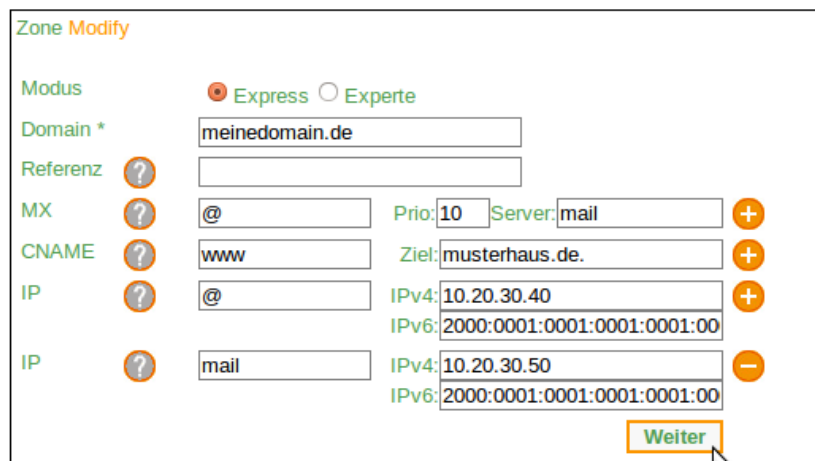 Zone Modify
Modus Express Experte
Domain * meinedomain.de
Referenz ?
MX ? @ Prio: 10 Server: mail +
CNAME ? www Ziel: musterhaus.de. +
IP ? @ IPv4: 10.20.30.40 +
IPv6: 2000:0001:0001:0001:0001:00
IP ? mail IPv4: 10.20.30.50 −
IPv6: 2000:0001:0001:0001:0001:00
Weiter